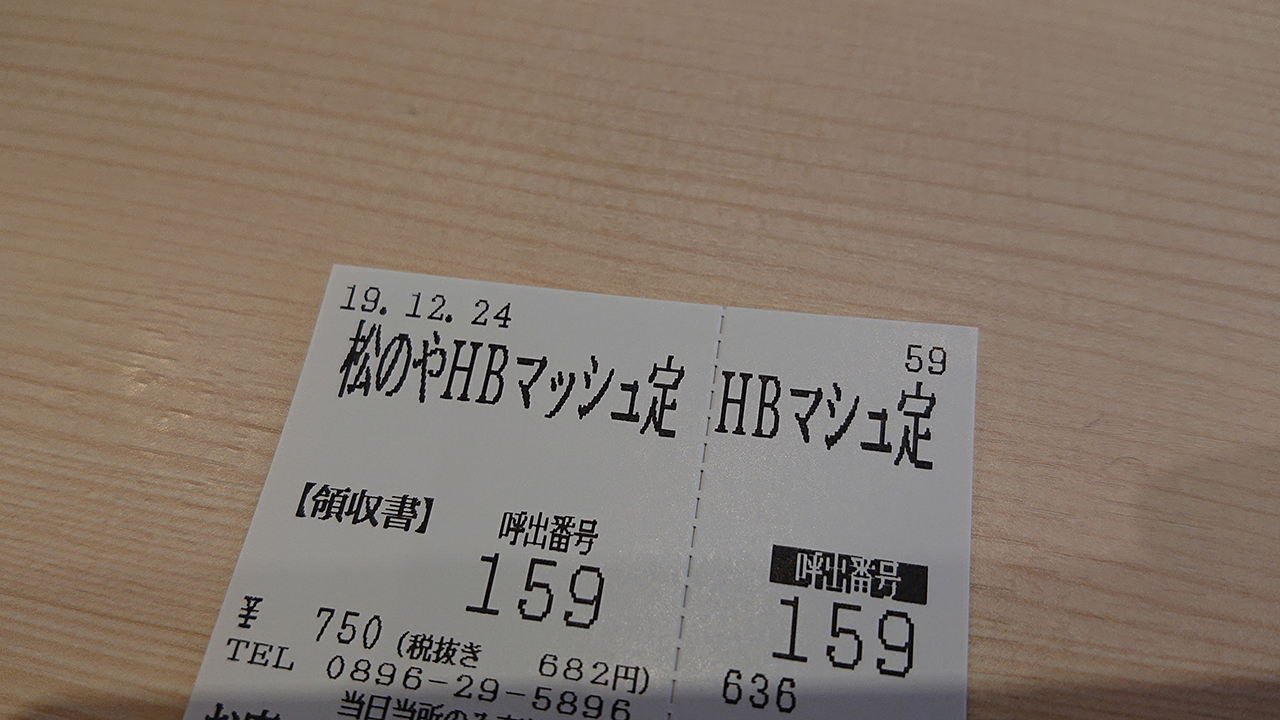 19.12.24
松のやHBマッシュ定
【領収書】
呼出番号
159
¥ 750 (税抜き 682円)
TEL 0896-29-5896
59
HBマシュ定
呼出番号
159
636